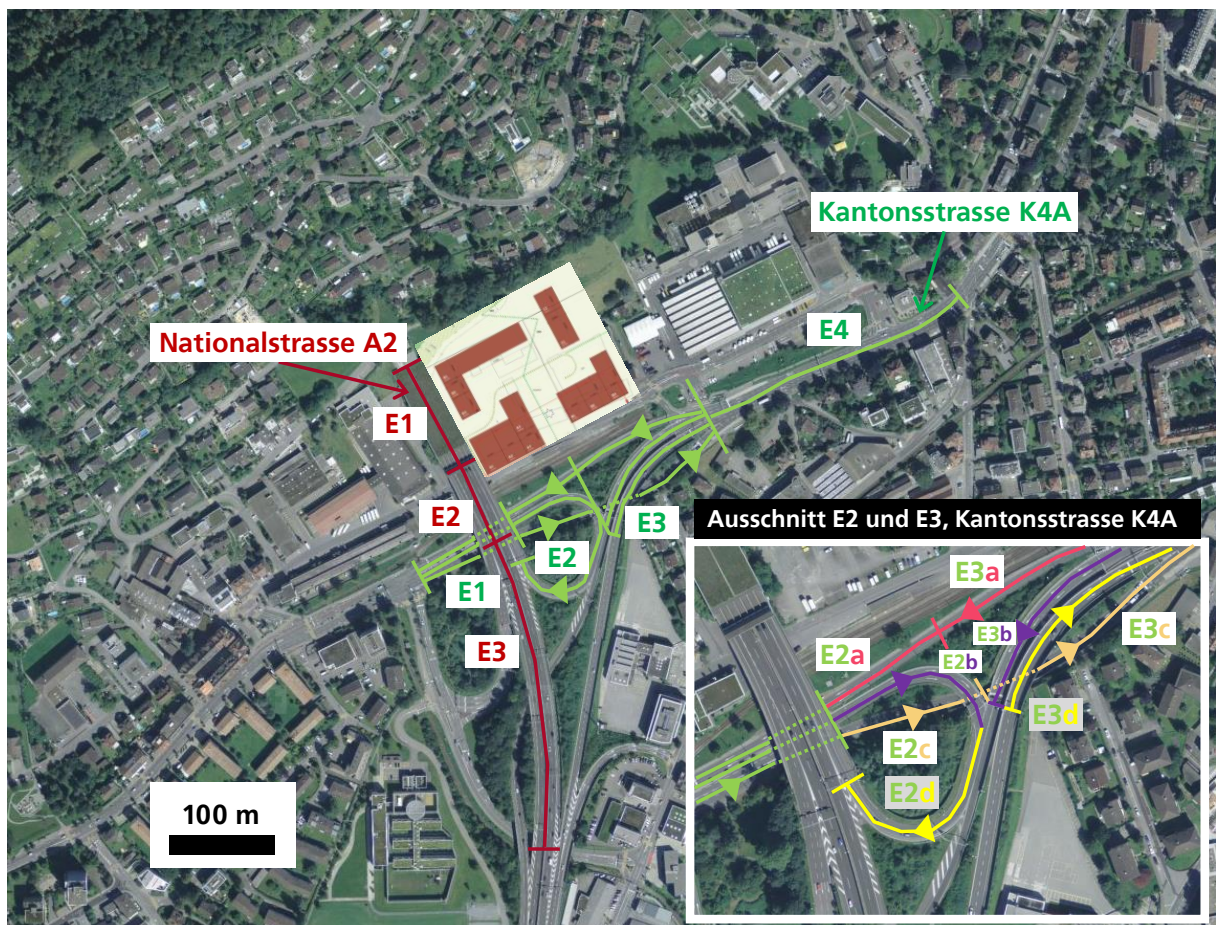 Kantonsstrasse K4A
E4
Nationalstrasse A2
E1
E2
E3
E2
E1
E3
Ausschnitt E2 und E3, Kantonsstrasse K4A
E3a
E3b
E3c
E2a
E2b
E3d
E2c
E2d
100 m